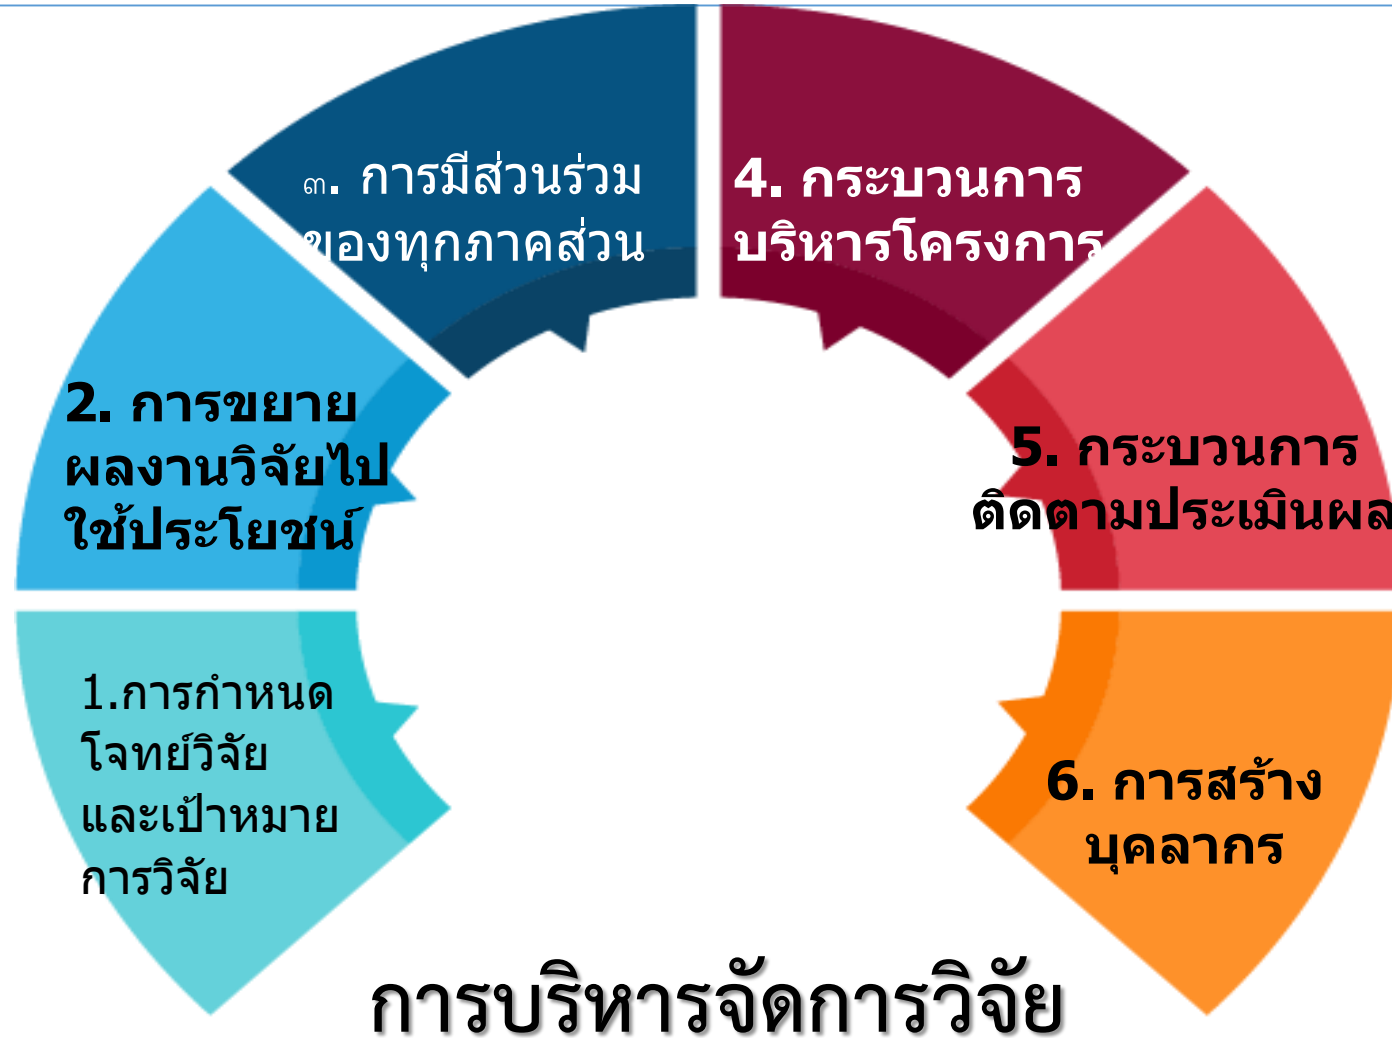 ๓. การมีส่วนร่วม
ของทุกภาคส่วน
4. กระบวนการ
บริหารโครงการ
2. การขยาย
ผลงานวิจัยไป
ใช้ประโยชน์
5. กระบวนการ
ติดตามประเมินผล
1.การกำหนด
โจทย์วิจัย
และเป้าหมาย
การวิจัย
6. การสร้าง
บุคลากร
การบริหารจัดการวิจัย